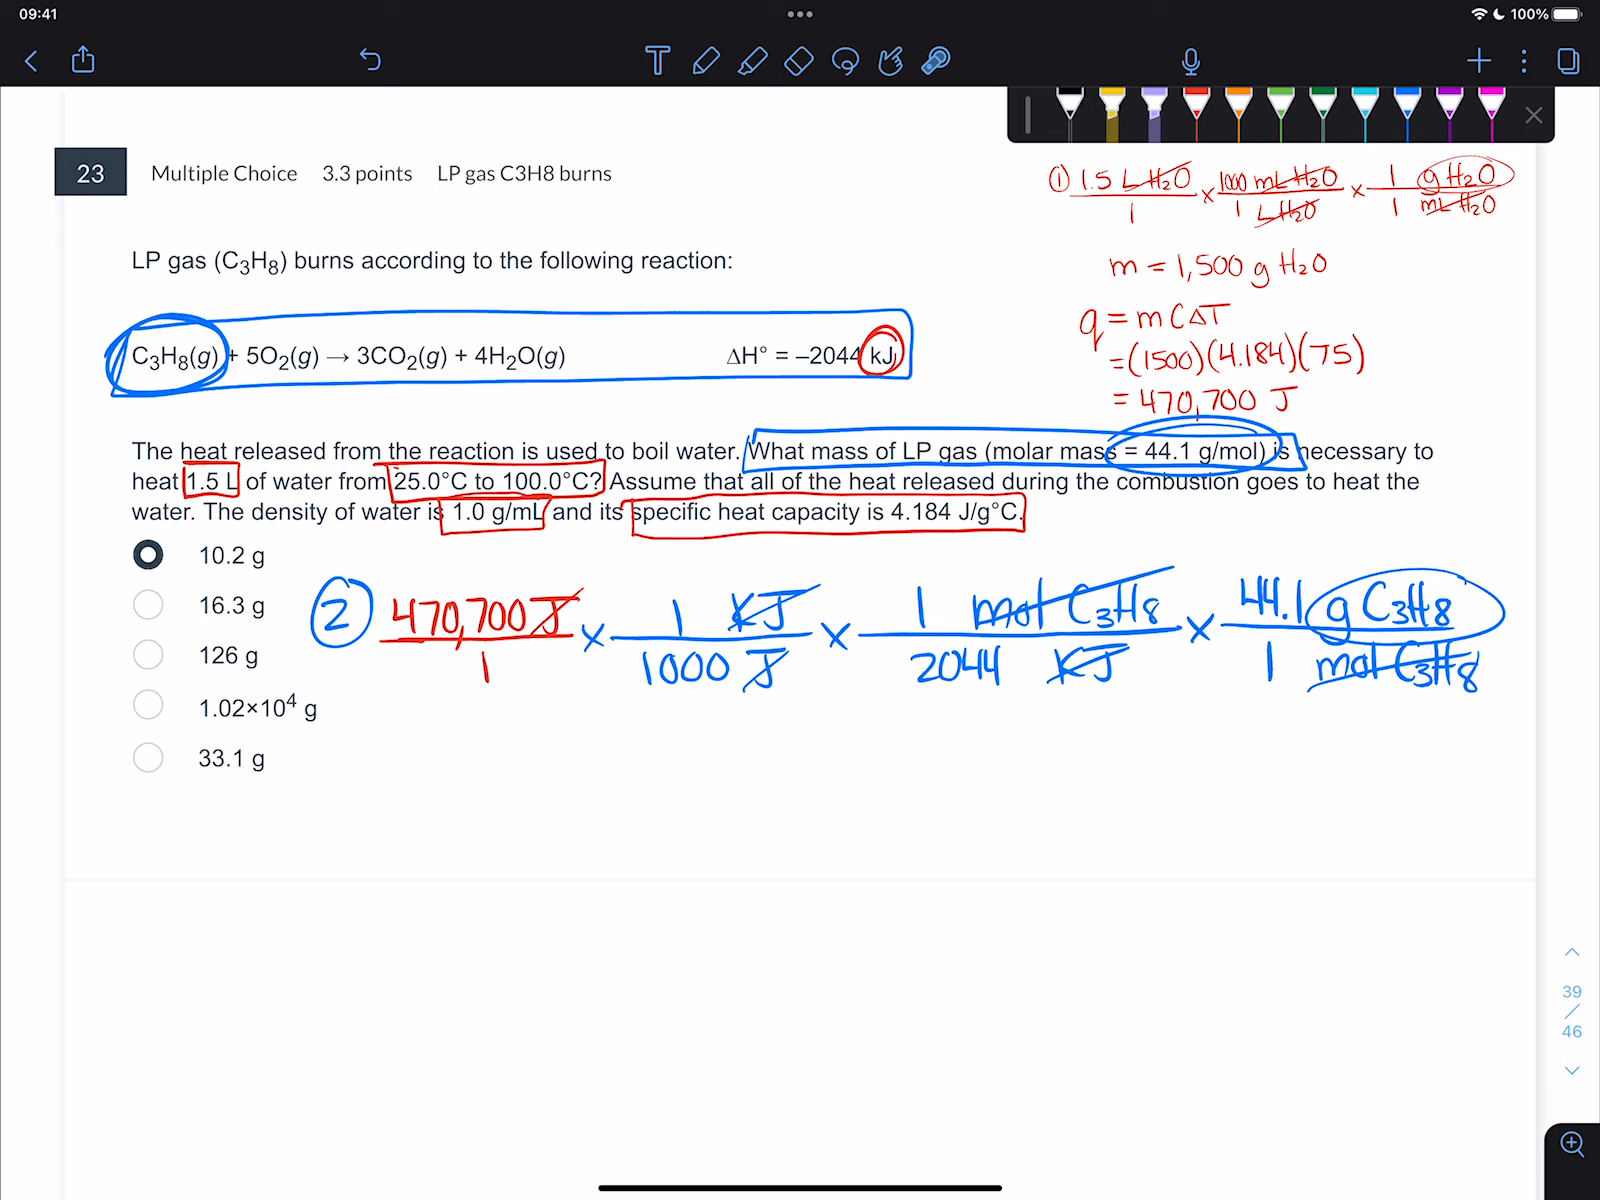 09:41
100%
① 1.5 L H₂O / 1 × 1000 mL H₂O / 1 L H₂O × 1 g H₂O / 1 mL H₂O
23 Multiple Choice 3.3 points LP gas C3H8 burns
LP gas (C₃H₈) burns according to the following reaction:
m = 1,500 g H₂O
q = m C ΔT
C₃H₈(g) + 5O₂(g) → 3CO₂(g) + 4H₂O(g) ΔH° = –2044 kJ
= (1500)(4.184)(75)
= 470,700 J
The heat released from the reaction is used to boil water. What mass of LP gas (molar mass = 44.1 g/mol) is necessary to
heat 1.5 L of water from 25.0°C to 100.0°C? Assume that all of the heat released during the combustion goes to heat the
water. The density of water is 1.0 g/mL and its specific heat capacity is 4.184 J/g°C.
10.2 g
16.3 g
126 g
1.02×10⁴ g
33.1 g
② 470,700 J / 1 × 1 kJ / 1000 J × 1 mol C₃H₈ / 2044 kJ × 44.1 g C₃H₈ / 1 mol C₃H₈
39
/
46